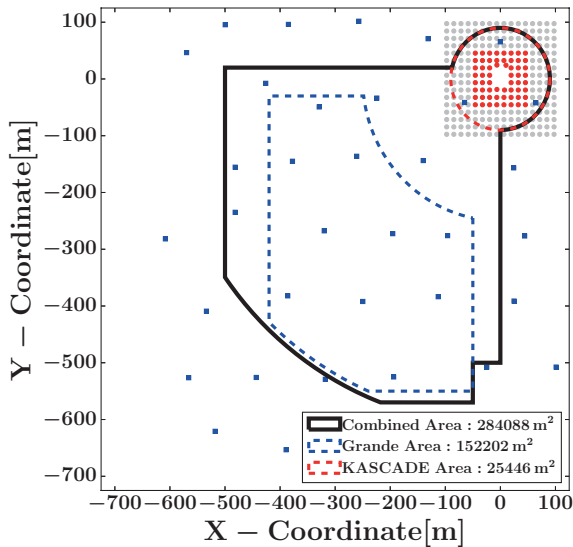 100
0
−100
−200
−300
−400
−500
−600
−700
Y − Coordinate[m]
Combined Area : 284088 m²
Grande Area : 152202 m²
KASCADE Area : 25446 m²
−700 −600 −500 −400 −300 −200 −100 0 100
X − Coordinate[m]